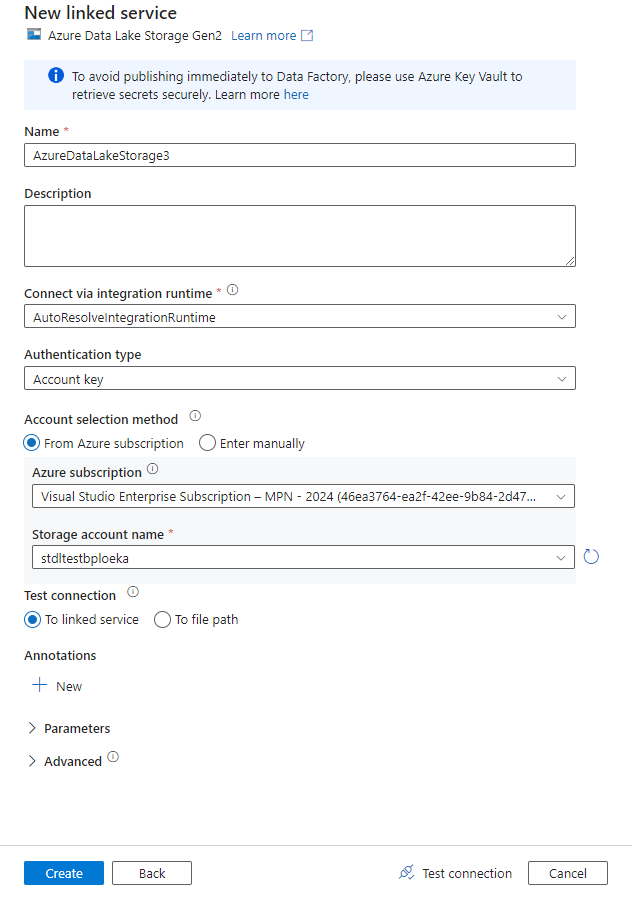 New linked service
Azure Data Lake Storage Gen2 Learn more
To avoid publishing immediately to Data Factory, please use Azure Key Vault to
retrieve secrets securely. Learn more here
Name *
AzureDataLakeStorage3
Description
Connect via integration runtime *
AutoResolveIntegrationRuntime
Authentication type
Account key
Account selection method
From Azure subscription Enter manually
Azure subscription
Visual Studio Enterprise Subscription – MPN - 2024 (46ea3764-ea2f-42ee-9b84-2d47...
Storage account name *
stdltestbploeka
Test connection
To linked service To file path
Annotations
New
Parameters
Advanced
Create Back Test connection Cancel